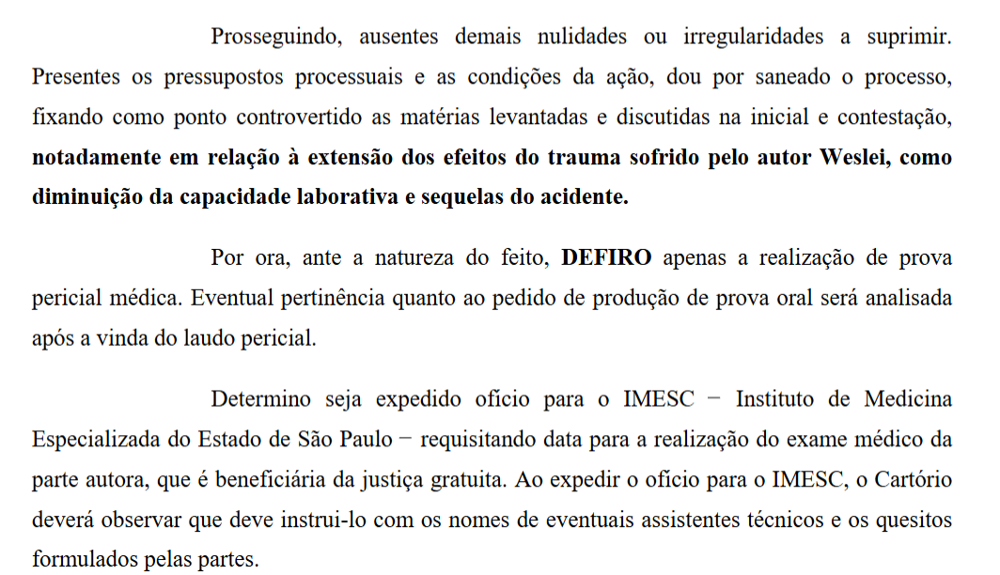 Prosseguindo, ausentes demais nulidades ou irregularidades a suprimir.
Presentes os pressupostos processuais e as condições da ação, dou por saneado o processo,
fixando como ponto controvertido as matérias levantadas e discutidas na inicial e contestação,
notadamente em relação à extensão dos efeitos do trauma sofrido pelo autor Weslei, como
diminuição da capacidade laborativa e sequelas do acidente.
Por ora, ante a natureza do feito, DEFIRO apenas a realização de prova
pericial médica. Eventual pertinência quanto ao pedido de produção de prova oral será analisada
após a vinda do laudo pericial.
Determino seja expedido ofício para o IMESC − Instituto de Medicina
Especializada do Estado de São Paulo − requisitando data para a realização do exame médico da
parte autora, que é beneficiária da justiça gratuita. Ao expedir o ofício para o IMESC, o Cartório
deverá observar que deve instrui-lo com os nomes de eventuais assistentes técnicos e os quesitos
formulados pelas partes.